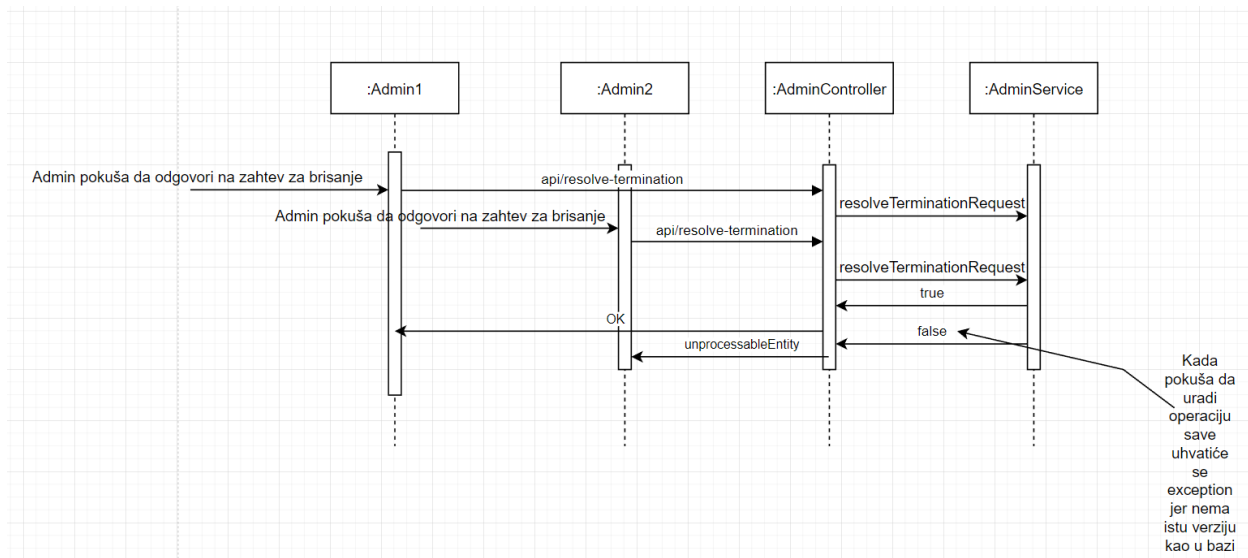 :Admin1
:Admin2
:AdminController
:AdminService
Admin pokuša da odgovori na zahtev za brisanje
api/resolve-termination
resolveTerminationRequest
Admin pokuša da odgovori na zahtev za brisanje
api/resolve-termination
resolveTerminationRequest
true
OK
false
unprocessableEntity
Kada
pokuša da
uradi
operaciju
save
uhvatiće
se
exception
jer nema
istu verziju
kao u bazi